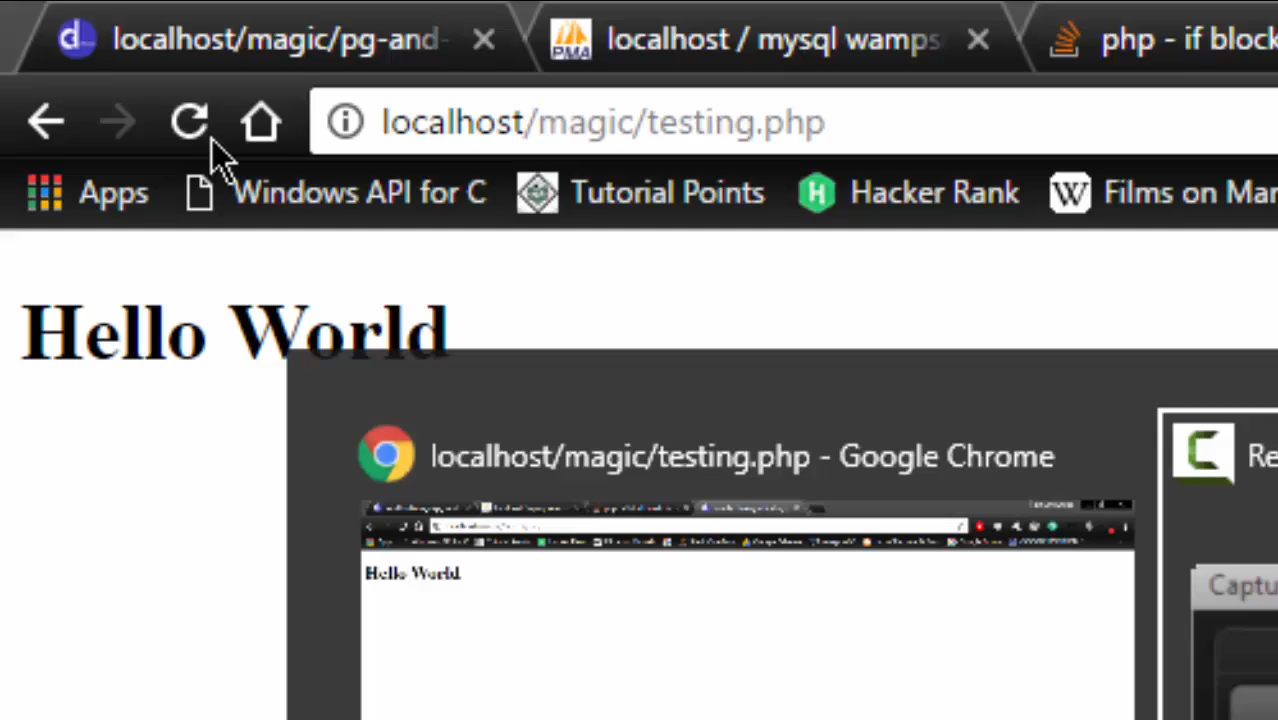 localhost/magic/pg-and-
localhost / mysql wamps
php - if block
localhost/magic/testing.php
Apps
Windows API for C
Tutorial Points
Hacker Rank
W
Films on Mar
Hello World
localhost/magic/testing.php - Google Chrome
Re
Hello World
Captu